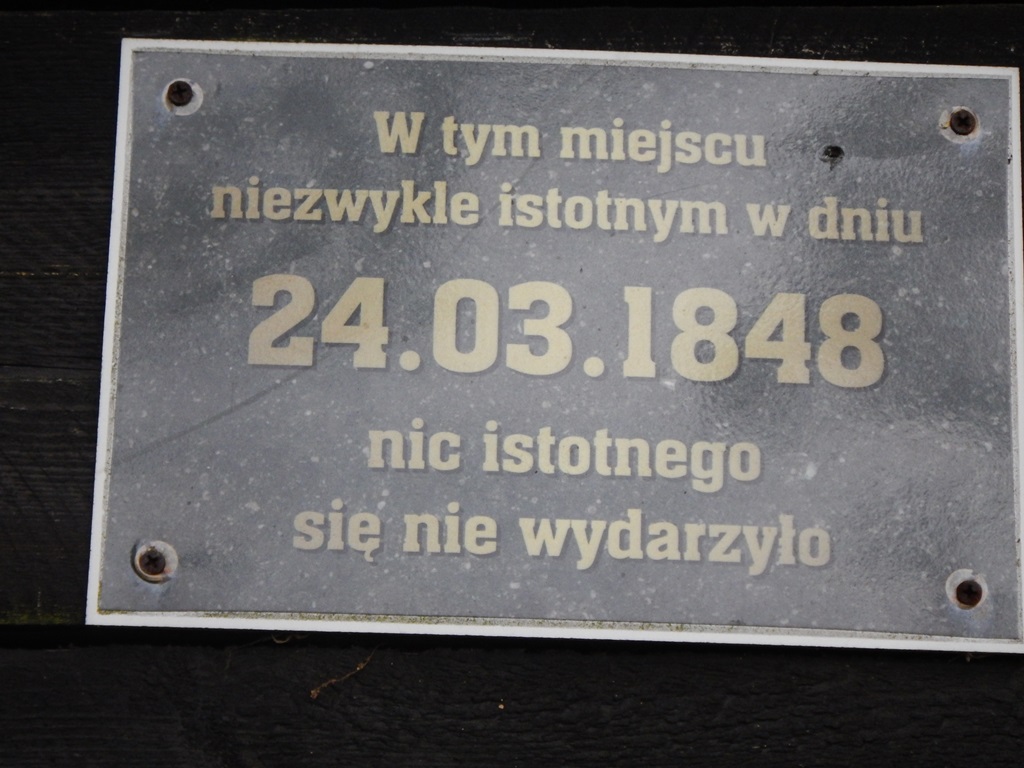 W tym miejscu
niezwykle istotnym w dniu
24.03.1848
nic istotnego
się nie wydarzyło